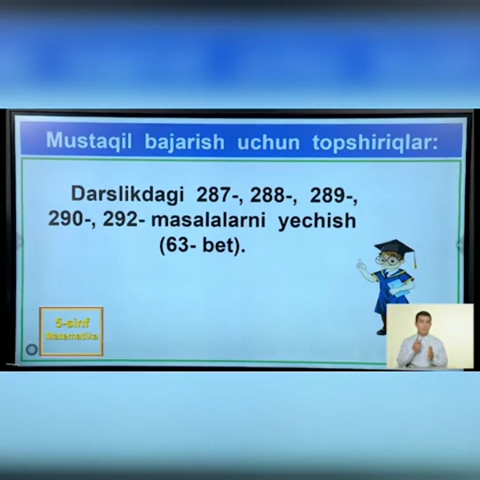 Mustaqil bajarish uchun topshiriqlar:
Darslikdagi 287-, 288-, 289-,
290-, 292- masalalarni yechish
(63- bet).
5-sinf
Matematika